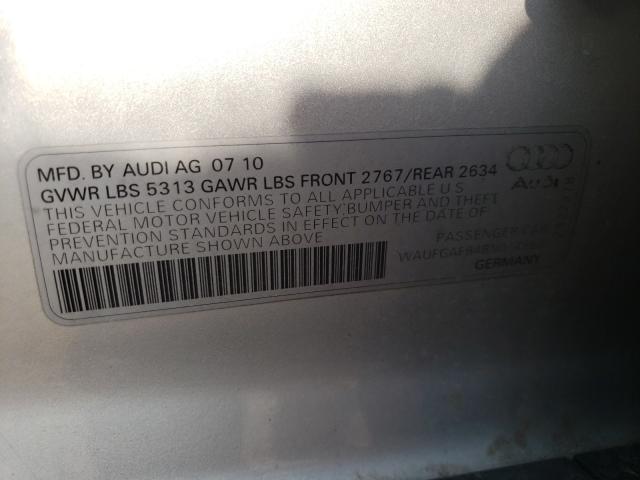 MFD. BY AUDI AG 07 10
GVWR LBS 5313 GAWR LBS FRONT 2767/REAR 2634
THIS VEHICLE CONFORMS TO ALL APPLICABLE U S
FEDERAL MOTOR VEHICLE SAFETY:BUMPER AND THEFT
PREVENTION STANDARDS IN EFFECT ON THE DATE OF
MANUFACTURE SHOWN ABOVE
Audi
PASSENGER CAR
GERMANY